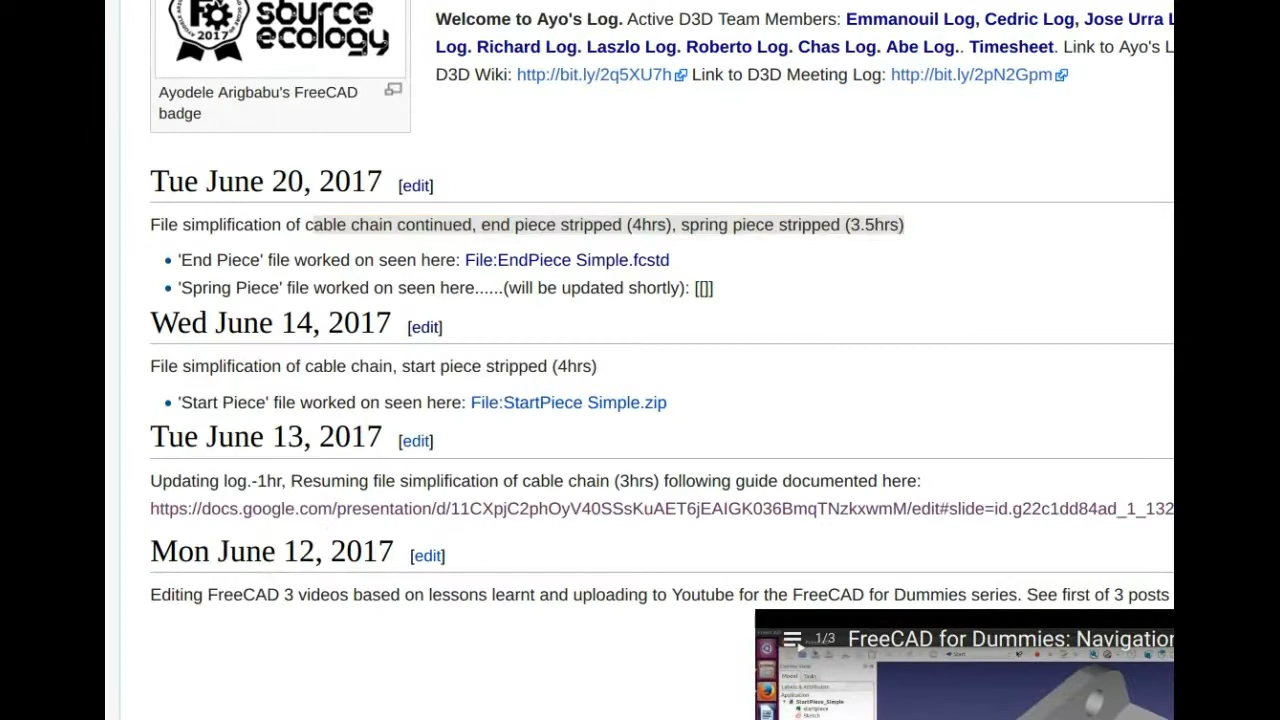 2017
source
ecology
Ayodele Arigbabu's FreeCAD
badge
Welcome to Ayo's Log. Active D3D Team Members: Emmanouil Log, Cedric Log, Jose Urra L
Log. Richard Log. Laszlo Log. Roberto Log. Chas Log. Abe Log.. Timesheet. Link to Ayo's L
D3D Wiki: http://bit.ly/2q5XU7h Link to D3D Meeting Log: http://bit.ly/2pN2Gpm
Tue June 20, 2017 [edit]
File simplification of cable chain continued, end piece stripped (4hrs), spring piece stripped (3.5hrs)
• 'End Piece' file worked on seen here: File:EndPiece Simple.fcstd
• 'Spring Piece' file worked on seen here......(will be updated shortly): [[]]
Wed June 14, 2017 [edit]
File simplification of cable chain, start piece stripped (4hrs)
• 'Start Piece' file worked on seen here: File:StartPiece Simple.zip
Tue June 13, 2017 [edit]
Updating log.-1hr, Resuming file simplification of cable chain (3hrs) following guide documented here:
https://docs.google.com/presentation/d/11CXpjC2phOyV40SSsKuAET6jEAIGK036BmqTNzkxwmM/edit#slide=id.g22c1dd84ad_1_132
Mon June 12, 2017 [edit]
Editing FreeCAD 3 videos based on lessons learnt and uploading to Youtube for the FreeCAD for Dummies series. See first of 3 posts
1/3 FreeCAD for Dummies: Navigation
Start
Model
Labels & Attributes
Application
StartPiece_Simple
startpiece
Sketch